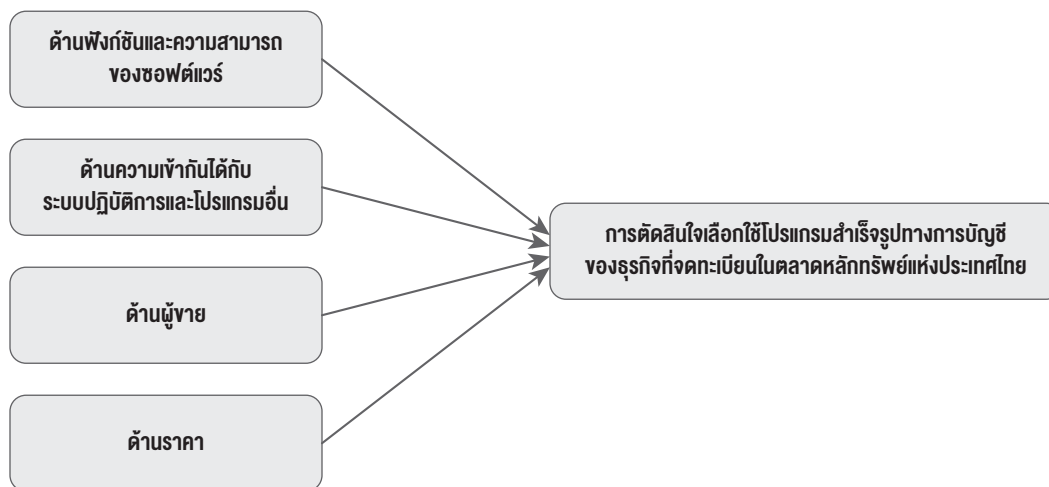 ด้านฟังก์ชันและความสามารถ
ของซอฟต์แวร์
ด้านความเข้ากันได้กับ
ระบบปฏิบัติการและโปรแกรมอื่น
ด้านผู้ขาย
ด้านราคา
การตัดสินใจเลือกใช้โปรแกรมสำเร็จรูปทางการบัญชี
ของธุรกิจที่จดทะเบียนในตลาดหลักทรัพย์แห่งประเทศไทย